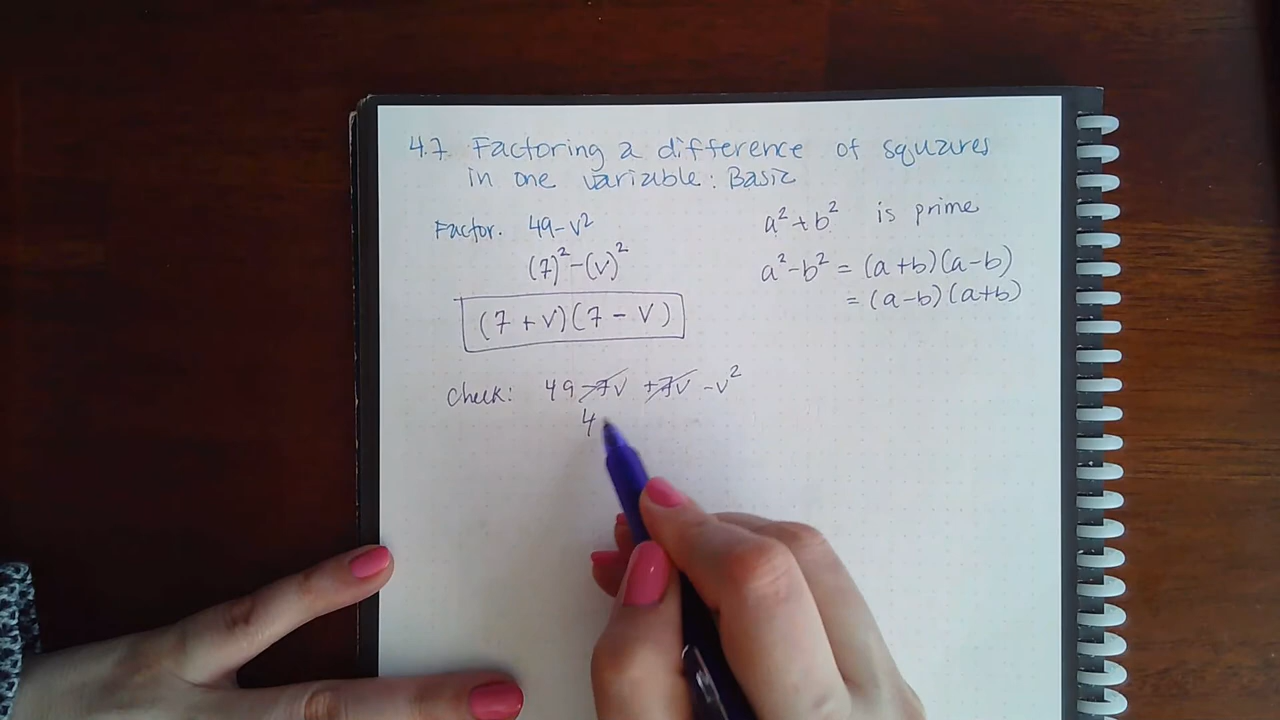 4.7 Factoring a difference of squares
in one variable: Basic
Factor. 49-v²
(7)²-(v)²
(7+v)(7-v)
a²+b² is prime
a²-b² = (a+b)(a-b)
= (a-b)(a+b)
Check: 49-7v +7v -v²
4